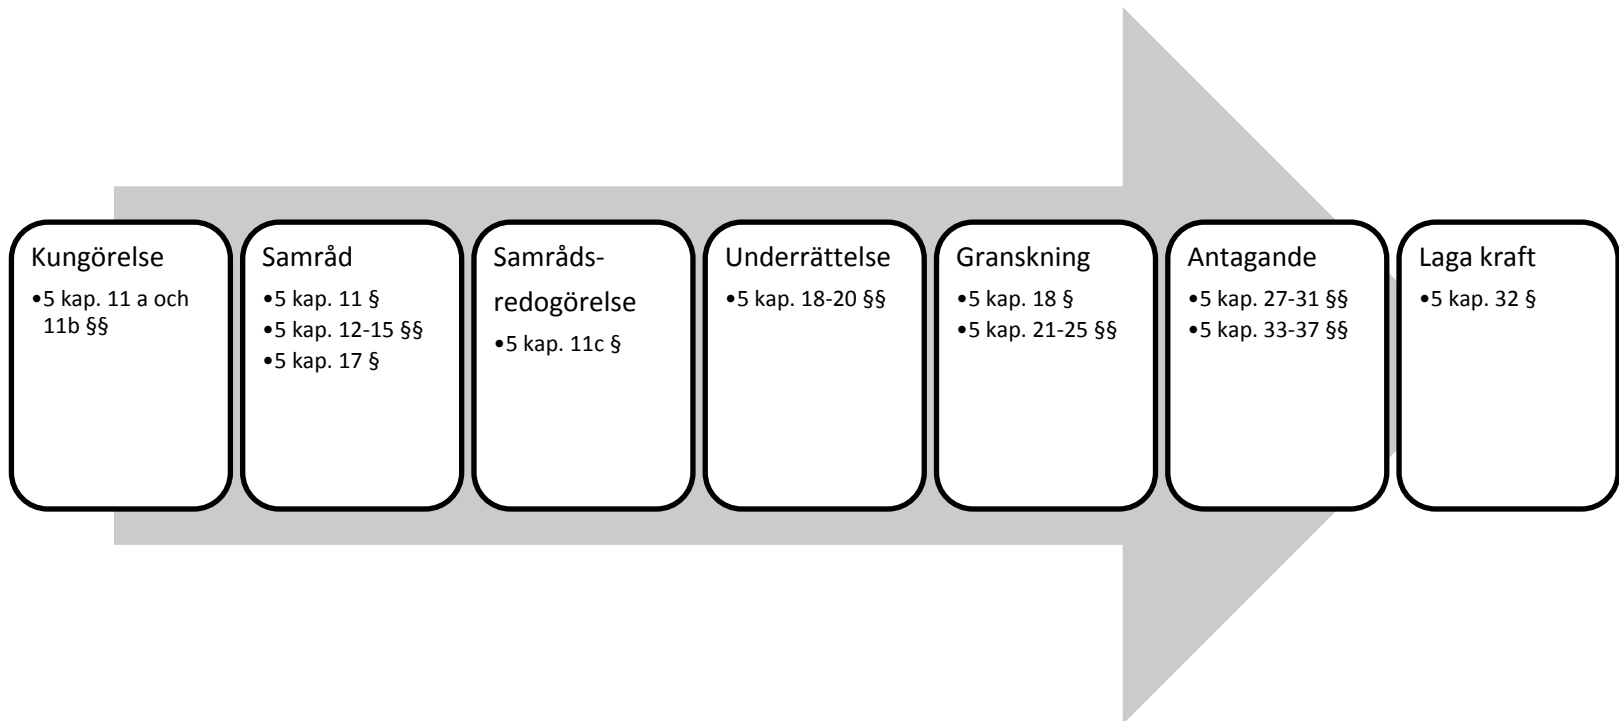 Kungörelse
•5 kap. 11 a och
11b §§
Samråd
•5 kap. 11 §
•5 kap. 12-15 §§
•5 kap. 17 §
Samråds-
redogörelse
•5 kap. 11c §
Underrättelse
•5 kap. 18-20 §§
Granskning
•5 kap. 18 §
•5 kap. 21-25 §§
Antagande
•5 kap. 27-31 §§
•5 kap. 33-37 §§
Laga kraft
•5 kap. 32 §